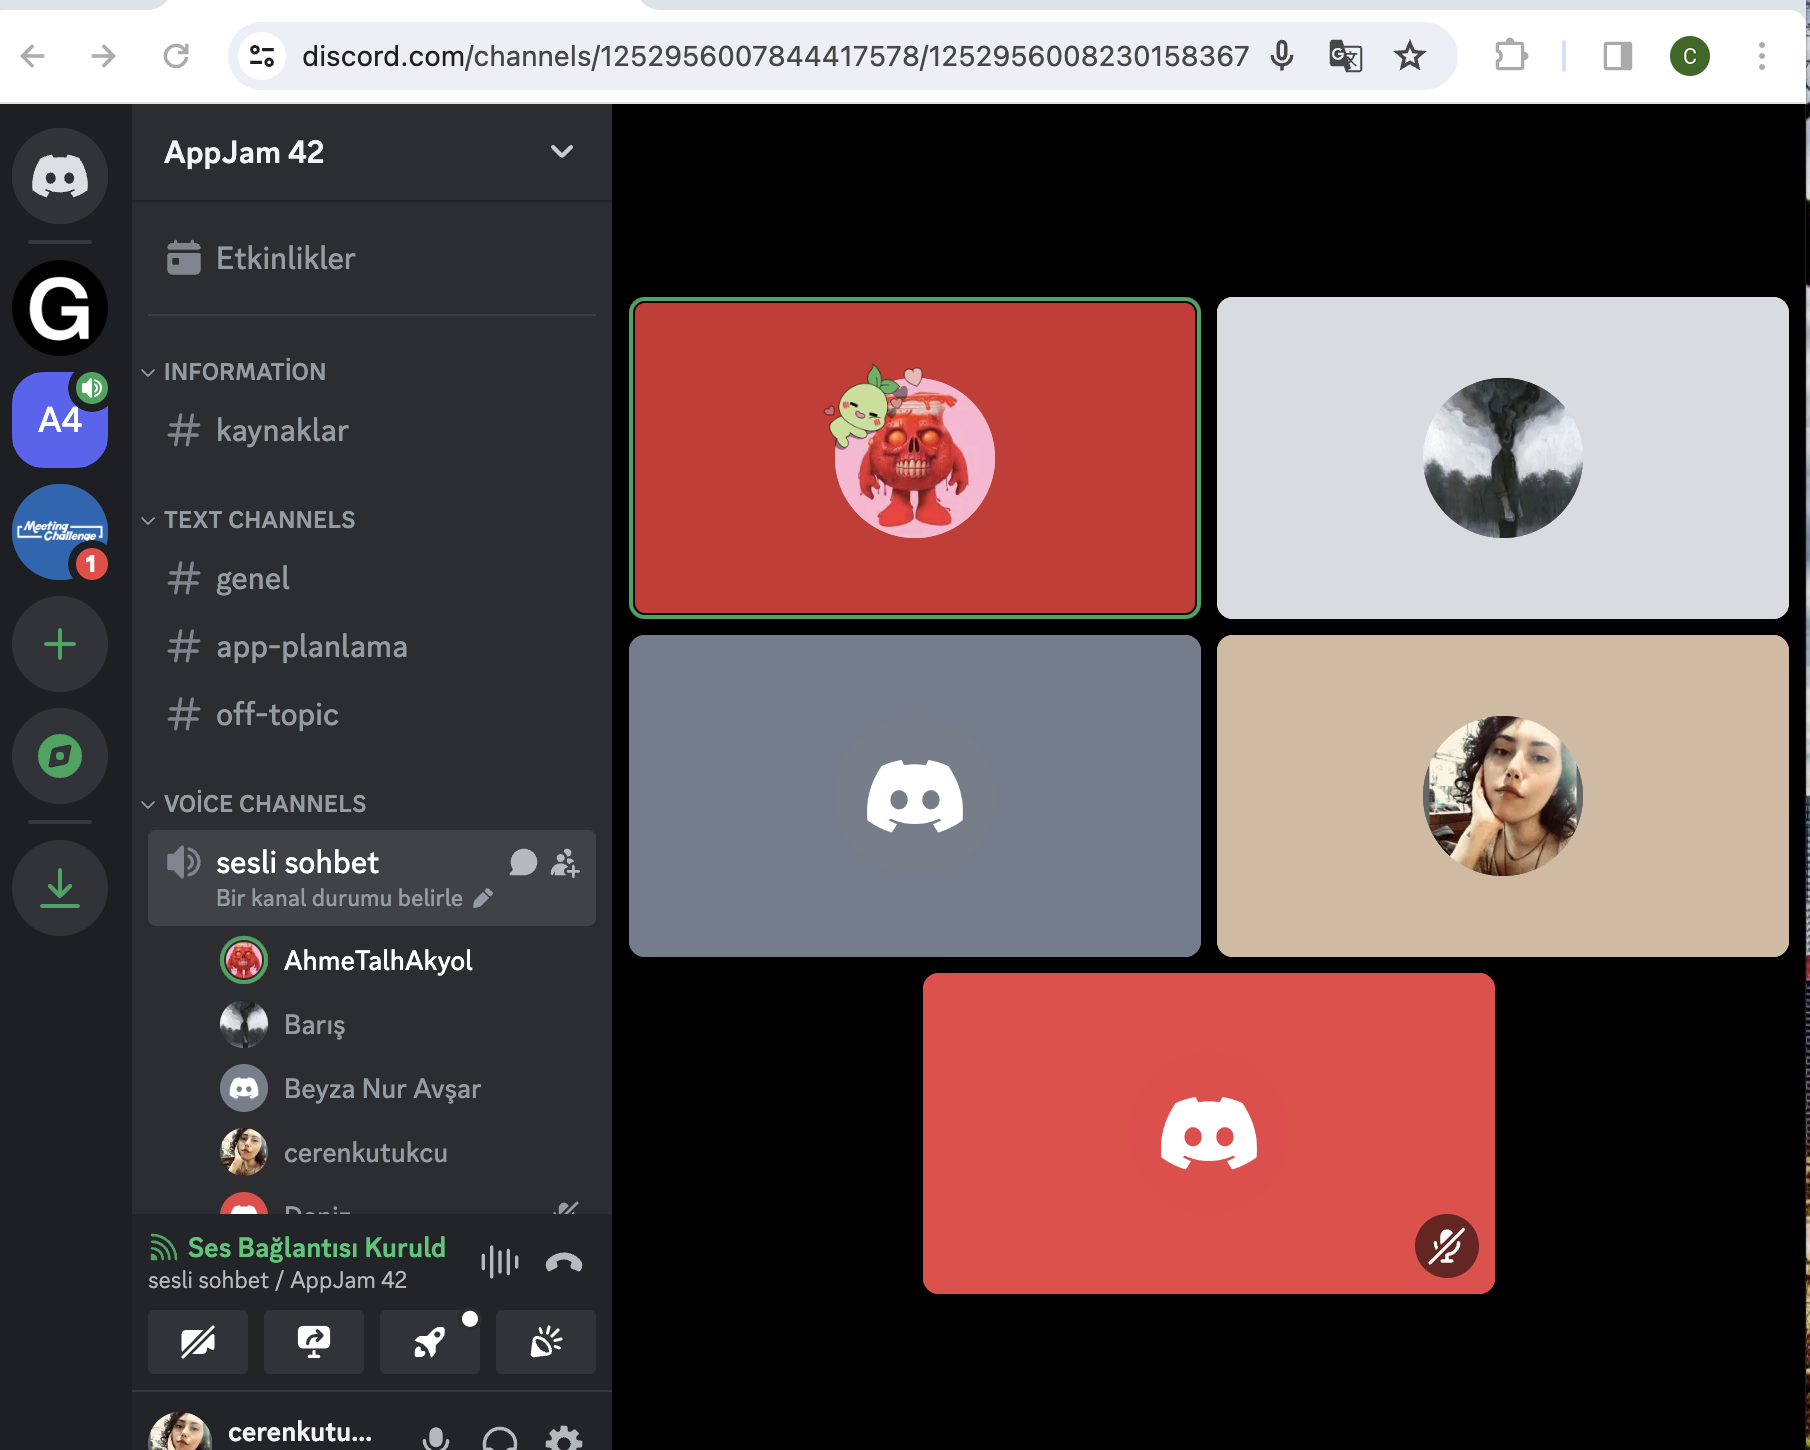 discord.com/channels/1252956007844417578/1252956008230158367
C
AppJam 42
Etkinlikler
INFORMATİON
kaynaklar
A4
TEXT CHANNELS
Meeting
Challenge
1
genel
app-planlama
off-topic
VOİCE CHANNELS
sesli sohbet
Bir kanal durumu belirle
AhmeTalhAkyol
Barış
Beyza Nur Avşar
cerenkutukcu
Deniz
Ses Bağlantısı Kuruld
sesli sohbet / AppJam 42
cerenkutu...
G